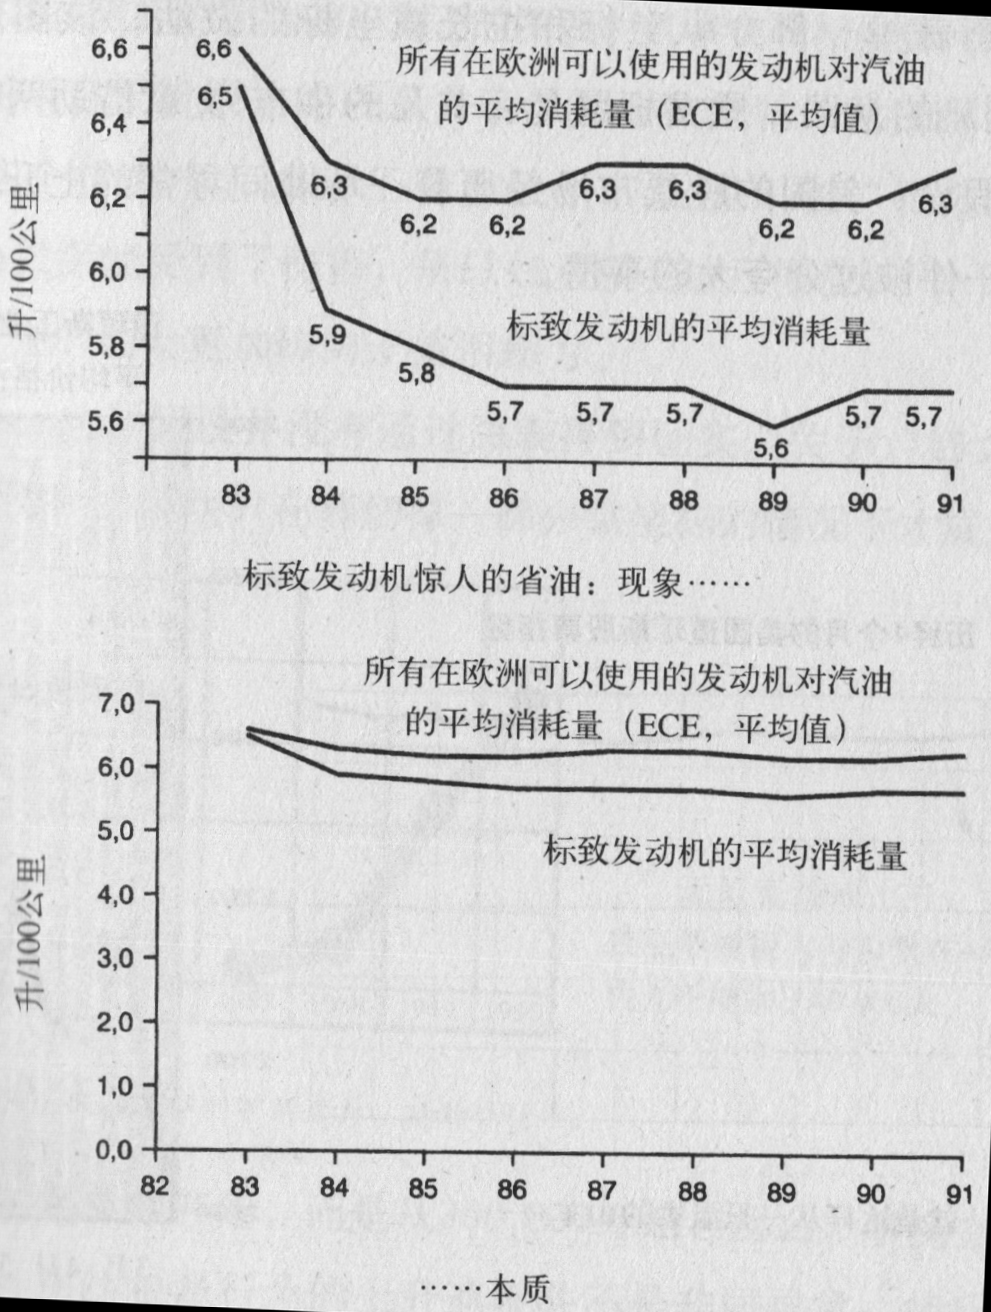 所有在欧洲可以使用的发动机对汽油
的平均消耗量（ECE，平均值）
升/100公里
6,6
6,4
6,2
6,0
5,8
5,6
6,6
6,3
6,2
6,2
6,3
6,3
6,2
6,2
6,3
标致发动机的平均消耗量
6,5
5,9
5,8
5,7
5,7
5,7
5,6
5,7
5,7
83 84 85 86 87 88 89 90 91
标致发动机惊人的省油：现象……
所有在欧洲可以使用的发动机对汽油
的平均消耗量（ECE，平均值）
升/100公里
7,0
6,0
5,0
4,0
3,0
2,0
1,0
0,0
标致发动机的平均消耗量
82 83 84 85 86 87 88 89 90 91
……本质